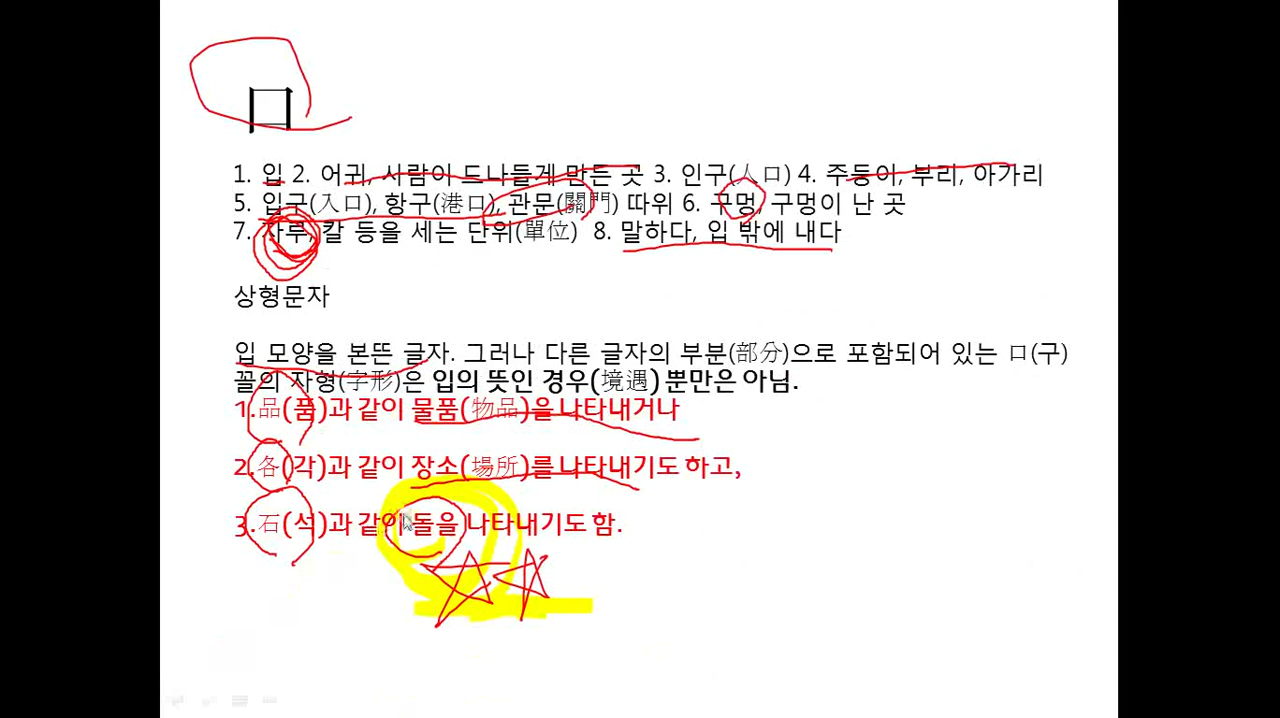 口
1. 입 2. 어귀, 사람이 드나들게 만든 곳 3. 인구(人口) 4. 주둥이, 부리, 아가리
5. 입구(入口), 항구(港口), 관문(關門) 따위 6. 구멍, 구멍이 난 곳
7. 자루, 칼 등을 세는 단위(單位) 8. 말하다, 입 밖에 내다
상형문자
입 모양을 본뜬 글자. 그러나 다른 글자의 부분(部分)으로 포함되어 있는 口(구)
꼴의 자형(字形)은 입의 뜻인 경우(境遇) 뿐만은 아님.
1.品(품)과 같이 물품(物品)을 나타내거나
2.各(각)과 같이 장소(場所)를 나타내기도 하고,
3.石(석)과 같이 돌을 나타내기도 함.